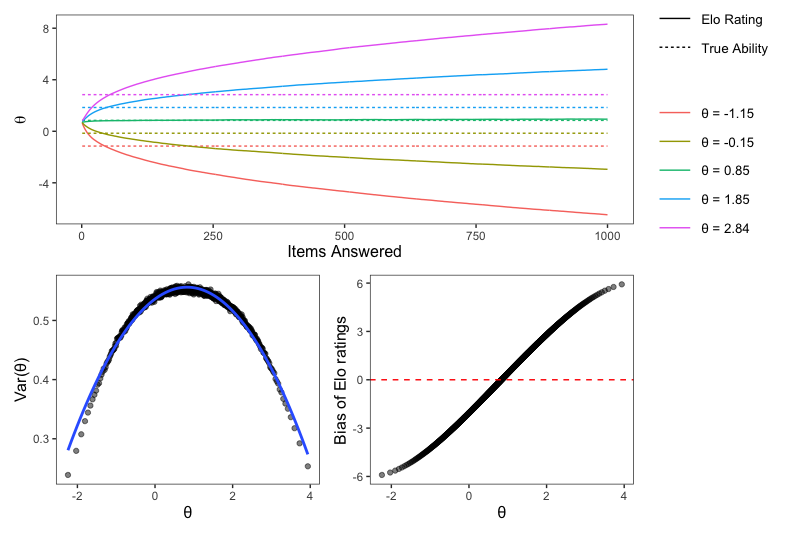 8
4
0
-4
θ
0
250
500
750
1000
Items Answered
Elo Rating
True Ability
θ = -1.15
θ = -0.15
θ = 0.85
θ = 1.85
θ = 2.84
0.5
0.4
0.3
Var(θ)
-2
0
2
4
θ
6
3
0
-3
-6
Bias of Elo ratings
-2
0
2
4
θ